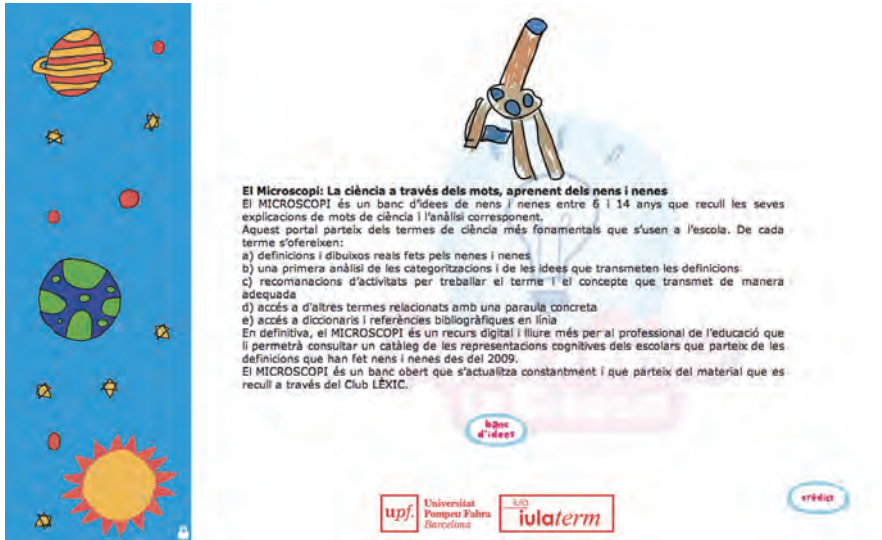 El Microscopi: La ciència a través dels mots, aprenent dels nens i nenes
El MICROSCOPI és un banc d'idees de nens i nenes entre 6 i 14 anys que recull les seves
explicacions de mots de ciència i l'anàlisi corresponent.
Aquest portal parteix dels termes de ciència més fonamentals que s'usen a l'escola. De cada
terme s'ofereixen:
a) definicions i dibuixos reals fets pels nenes i nenes
b) una primera anàlisi de les categoritzacions i de les idees que transmeten les definicions
c) recomanacions d'activitats per treballar el terme i el concepte que transmet de manera
adequada
d) accés a d'altres termes relacionats amb una paraula concreta
e) accés a diccionaris i referències bibliogràfiques en línia
En definitiva, el MICROSCOPI és un recurs digital i lliure més per al professional de l'educació que
li permetrà consultar un catàleg de les representacions cognitives dels escolars que parteix de les
definicions que han fet nens i nenes des del 2009.
El MICROSCOPI és un banc obert que s'actualitza constantment i que parteix del material que es
recull a través del Club LÈXIC.
banc
d'idees
crèdits
upf.
Universitat
Pompeu Fabra
Barcelona
iula
iulaterm